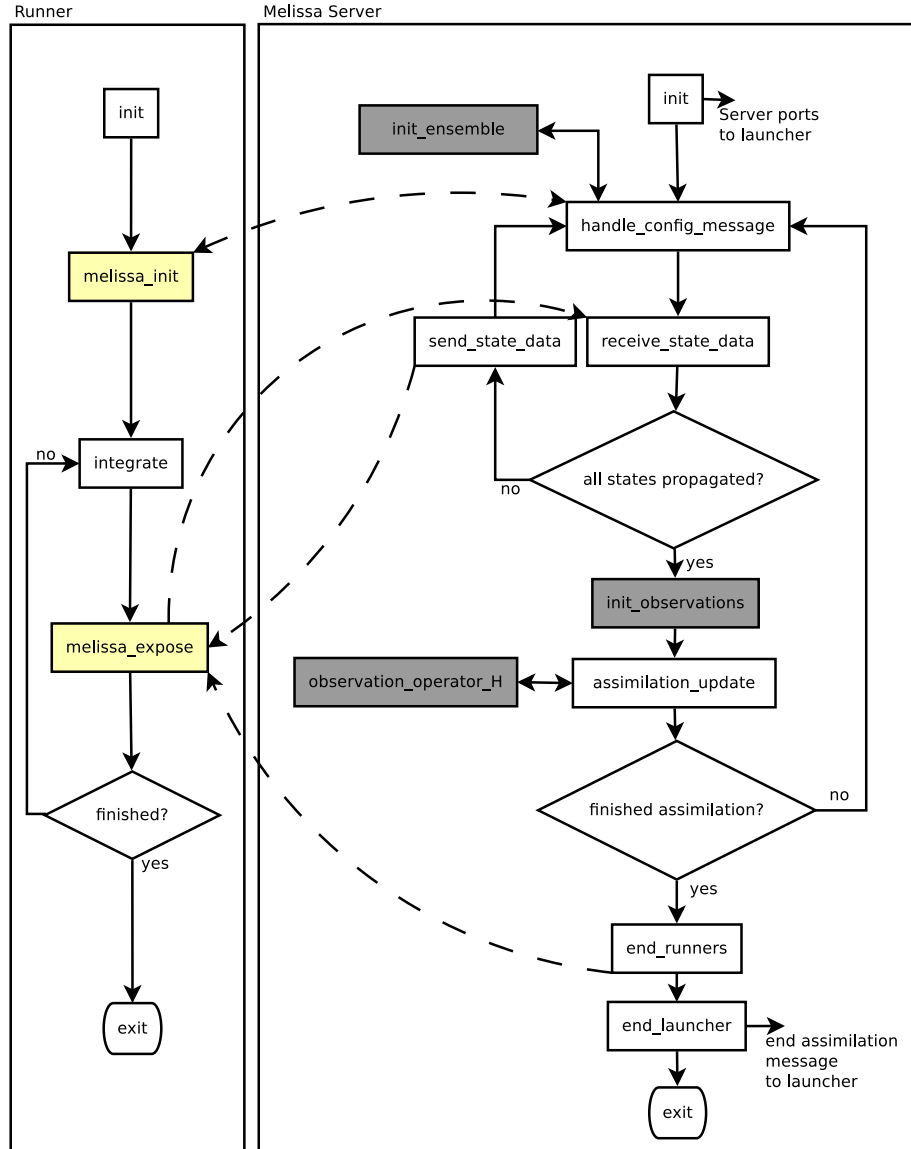 Runner
Melissa Server
init
melissa_init
no
integrate
melissa_expose
finished?
yes
exit
init
Server ports
to launcher
init_ensemble
handle_config_message
send_state_data
receive_state_data
all states propagated?
no
yes
init_observations
observation_operator_H
assimilation_update
finished assimilation?
no
yes
end_runners
end_launcher
end assimilation
message
to launcher
exit